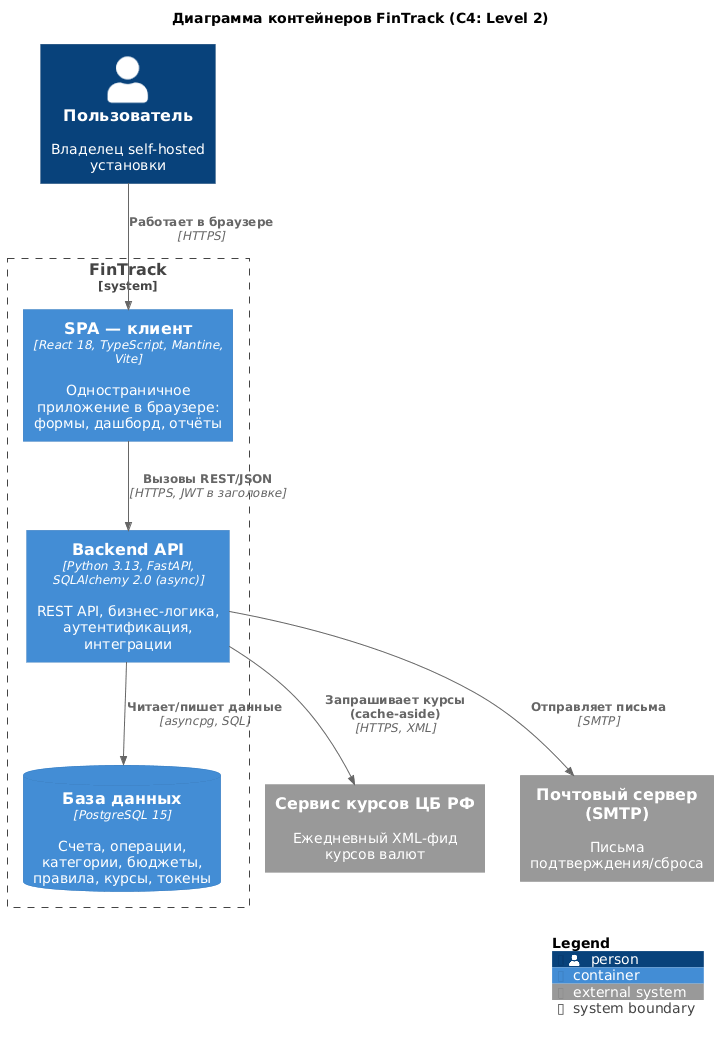 Диаграмма контейнеров FinTrack (C4: Level 2)
Пользователь
Владелец self-hosted
установки
Работает в браузере
[HTTPS]
FinTrack
[system]
SPA — клиент
[React 18, TypeScript, Mantine,
Vite]
Одностраничное
приложение в браузере:
формы, дашборд, отчёты
Вызовы REST/JSON
[HTTPS, JWT в заголовке]
Backend API
[Python 3.13, FastAPI,
SQLAlchemy 2.0 (async)]
REST API, бизнес-логика,
аутентификация,
интеграции
Читает/пишет данные
[asyncpg, SQL]
Запрашивает курсы
(cache-aside)
[HTTPS, XML]
Отправляет письма
[SMTP]
База данных
[PostgreSQL 15]
Счета, операции,
категории, бюджеты,
правила, курсы, токены
Сервис курсов ЦБ РФ
Ежедневный XML-фид
курсов валют
Почтовый сервер
(SMTP)
Письма
подтверждения/сброса
Legend
person
container
external system
system boundary